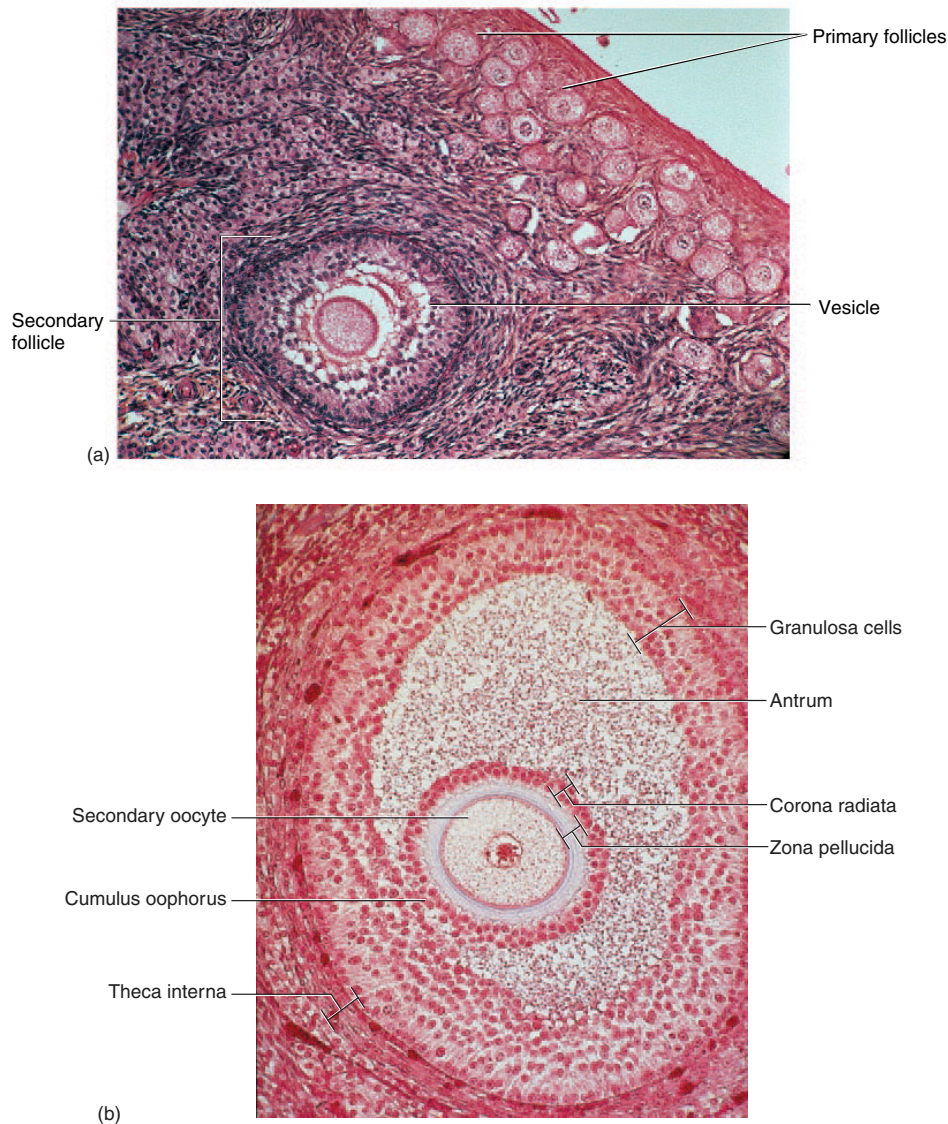 Primary follicles
Vesicle
Secondary
follicle
(a)
Granulosa cells
Antrum
Corona radiata
Secondary oocyte
Zona pellucida
Cumulus oophorus
Theca interna
(b)